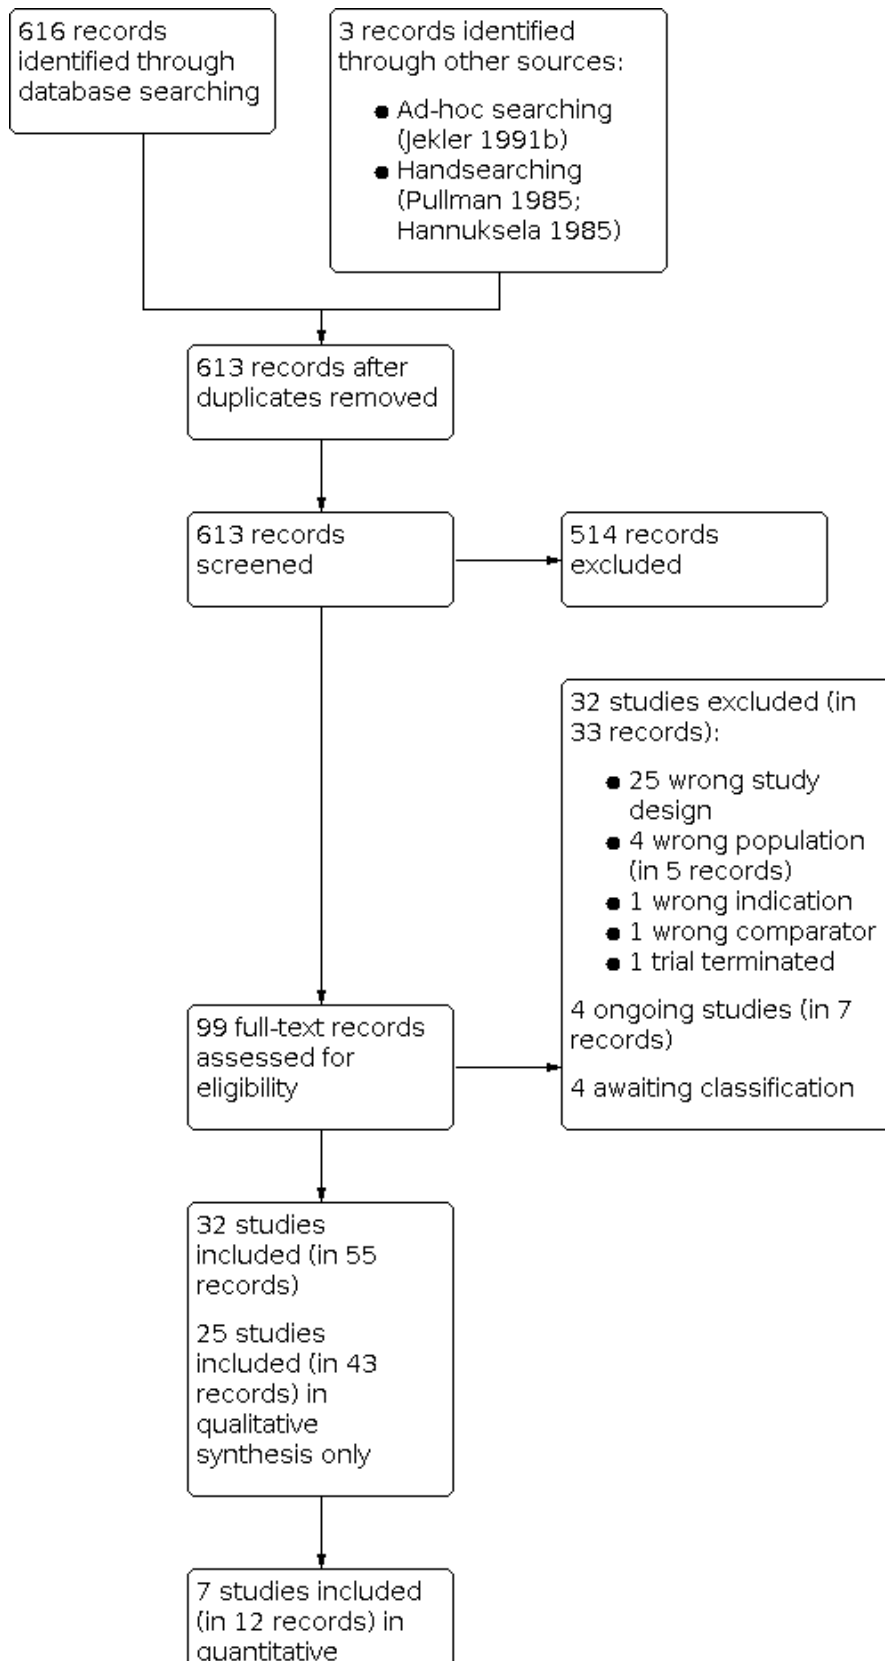 616 records
identified through
database searching
3 records identified
through other sources:
● Ad-hoc searching
(Jekler 1991b)
● Handsearching
(Pullman 1985;
Hannuksela 1985)
613 records after
duplicates removed
613 records
screened
514 records
excluded
32 studies excluded (in
33 records):
● 25 wrong study
design
● 4 wrong population
(in 5 records)
● 1 wrong indication
● 1 wrong comparator
● 1 trial terminated
4 ongoing studies (in 7
records)
4 awaiting classification
99 full-text records
assessed for
eligibility
32 studies
included (in 55
records)
25 studies
included (in 43
records) in
qualitative
synthesis only
7 studies included
(in 12 records) in
quantitative